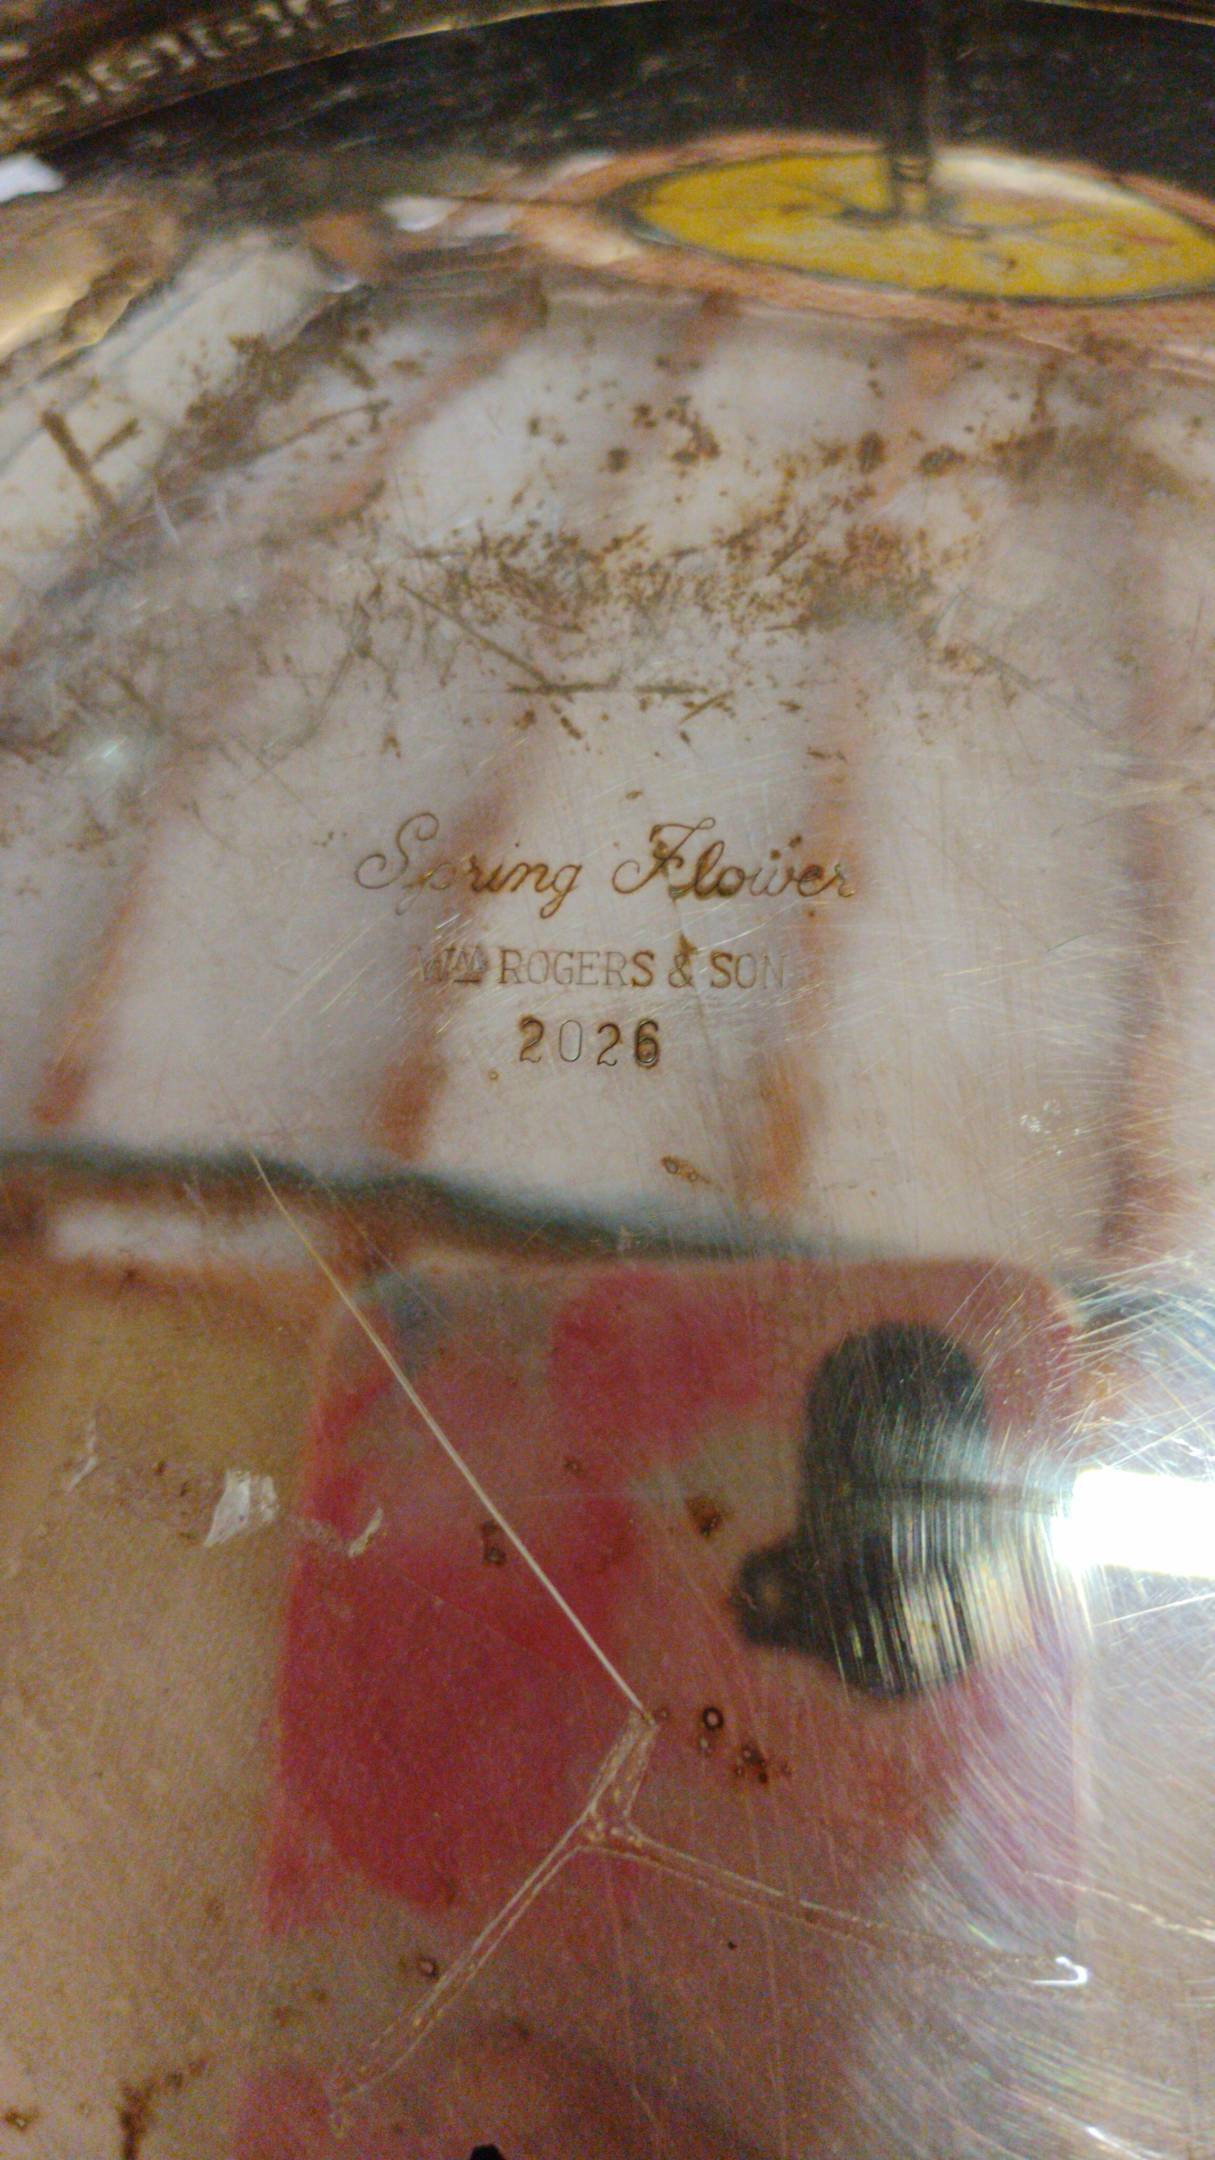 Spring Flower
WM ROGERS & SON
2026